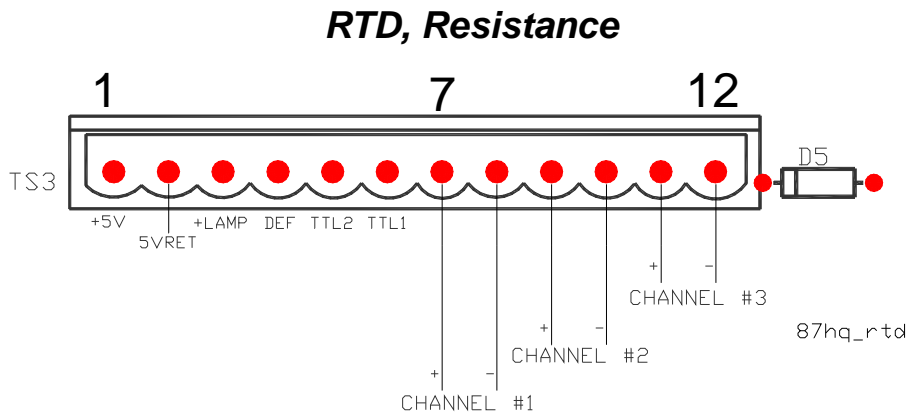 RTD, Resistance
1 7 12
TS3
D5
+5V 5VRET +LAMP DEF TTL2 TTL1
+ -
CHANNEL #3
87hq_rtd
+ -
CHANNEL #2
+ -
CHANNEL #1